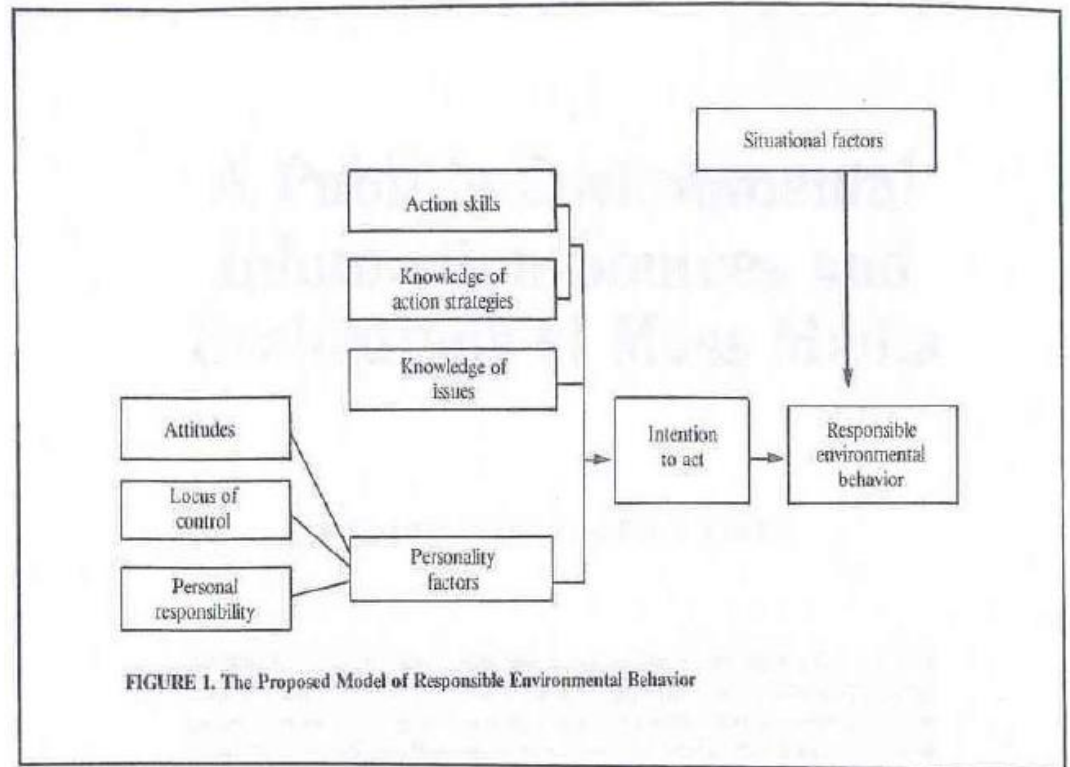 Situational factors
Action skills
Knowledge of
action strategies
Knowledge of
issues
Attitudes
Locus of
control
Personal
responsibility
Personality
factors
Intention
to act
Responsible
environmental
behavior
FIGURE 1. The Proposed Model of Responsible Environmental Behavior